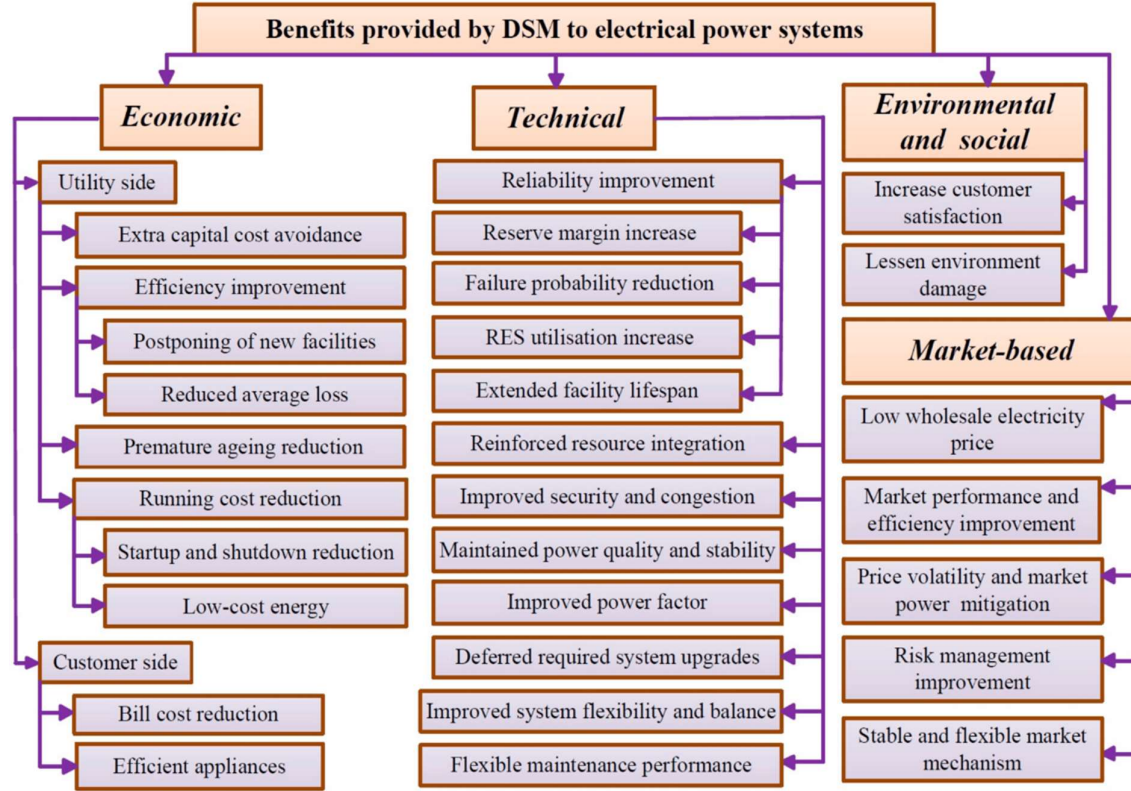 Benefits provided by DSM to electrical power systems
Economic
Utility side
Extra capital cost avoidance
Efficiency improvement
Postponing of new facilities
Reduced average loss
Premature ageing reduction
Running cost reduction
Startup and shutdown reduction
Low-cost energy
Customer side
Bill cost reduction
Efficient appliances
Technical
Reliability improvement
Reserve margin increase
Failure probability reduction
RES utilisation increase
Extended facility lifespan
Reinforced resource integration
Improved security and congestion
Maintained power quality and stability
Improved power factor
Deferred required system upgrades
Improved system flexibility and balance
Flexible maintenance performance
Environmental
and social
Increase customer
satisfaction
Lessen environment
damage
Market-based
Low wholesale electricity
price
Market performance and
efficiency improvement
Price volatility and market
power mitigation
Risk management
improvement
Stable and flexible market
mechanism